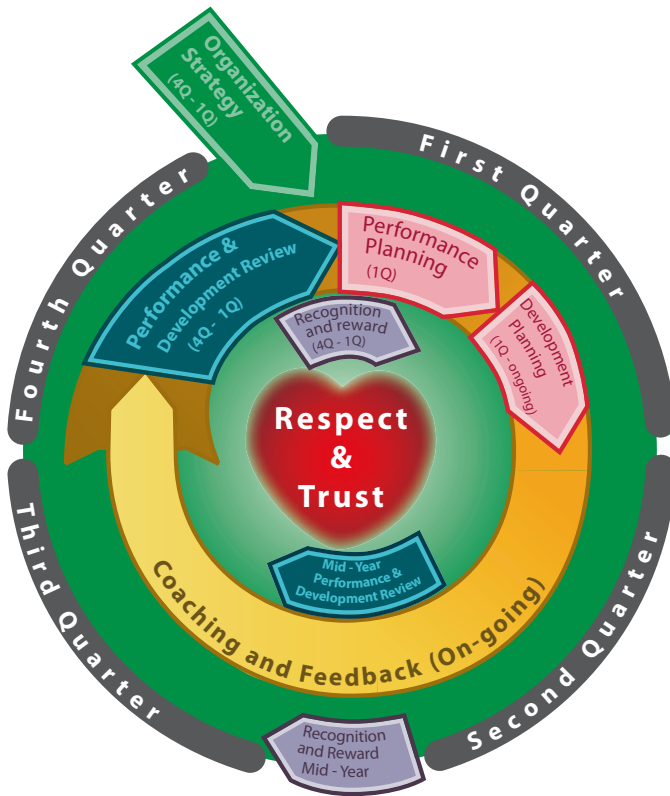 Organization
Strategy
(4Q - 1Q)
First Quarter
Fourth Quarter
Performance &
Development Review
(4Q - 1Q)
Performance
Planning
(1Q)
Development
Planning
(1Q - ongoing)
Recognition
and reward
(4Q - 1Q)
Respect
&
Trust
Mid - Year
Performance &
Development Review
Coaching and Feedback (On-going)
Third Quarter
Second Quarter
Recognition
and Reward
Mid - Year